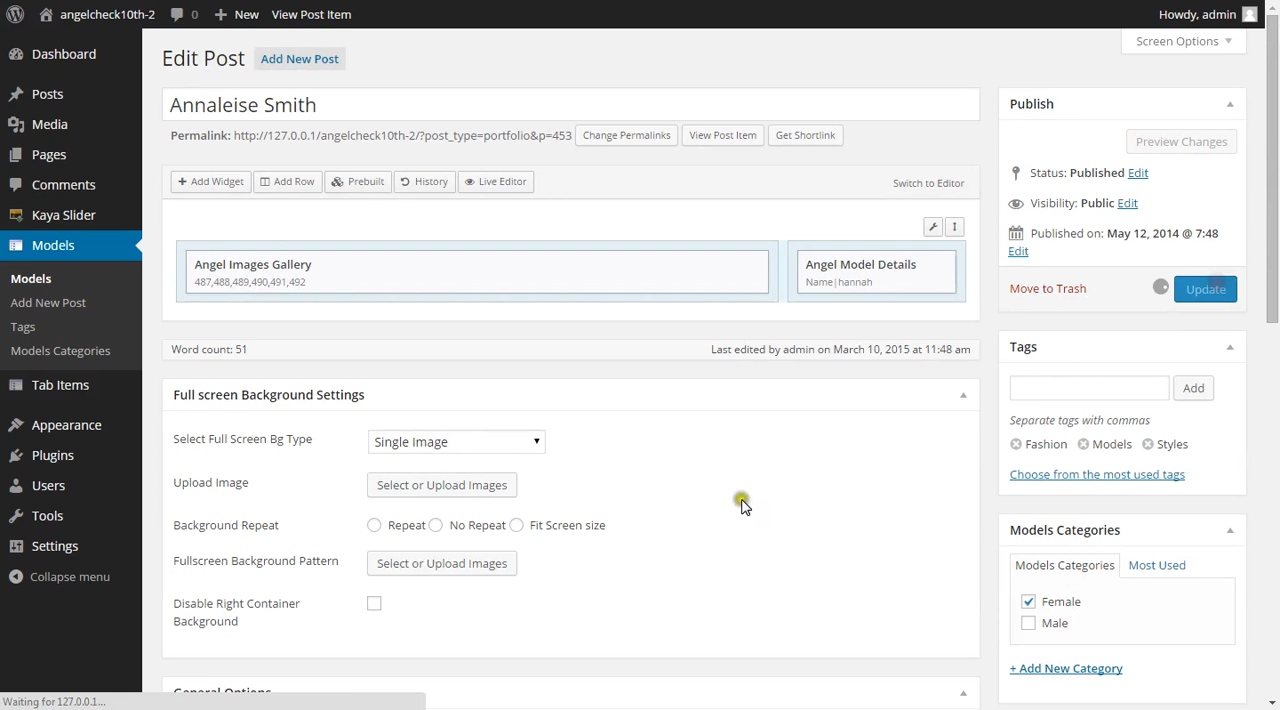 angelcheck10th-2 0 New View Post Item Howdy, admin
Screen Options
Dashboard
Posts
Media
Pages
Comments
Kaya Slider
Models
Models
Add New Post
Tags
Models Categories
Tab Items
Appearance
Plugins
Users
Tools
Settings
Collapse menu
Edit Post Add New Post
Annaleise Smith
Permalink: http://127.0.0.1/angelcheck10th-2/?post_type=portfolio&p=453 Change Permalinks View Post Item Get Shortlink
Add Widget Add Row Prebuilt History Live Editor Switch to Editor
Angel Images Gallery
487,488,489,490,491,492
Angel Model Details
Name|hannah
Word count: 51 Last edited by admin on March 10, 2015 at 11:48 am
Full screen Background Settings
Select Full Screen Bg Type Single Image
Upload Image Select or Upload Images
Background Repeat Repeat No Repeat Fit Screen size
Fullscreen Background Pattern Select or Upload Images
Disable Right Container
Background
General Options
Publish
Preview Changes
Status: Published Edit
Visibility: Public Edit
Published on: May 12, 2014 @ 7:48
Edit
Move to Trash Update
Tags
Add
Separate tags with commas
Fashion Models Styles
Choose from the most used tags
Models Categories
Models Categories Most Used
Female
Male
+ Add New Category
Waiting for 127.0.0.1...